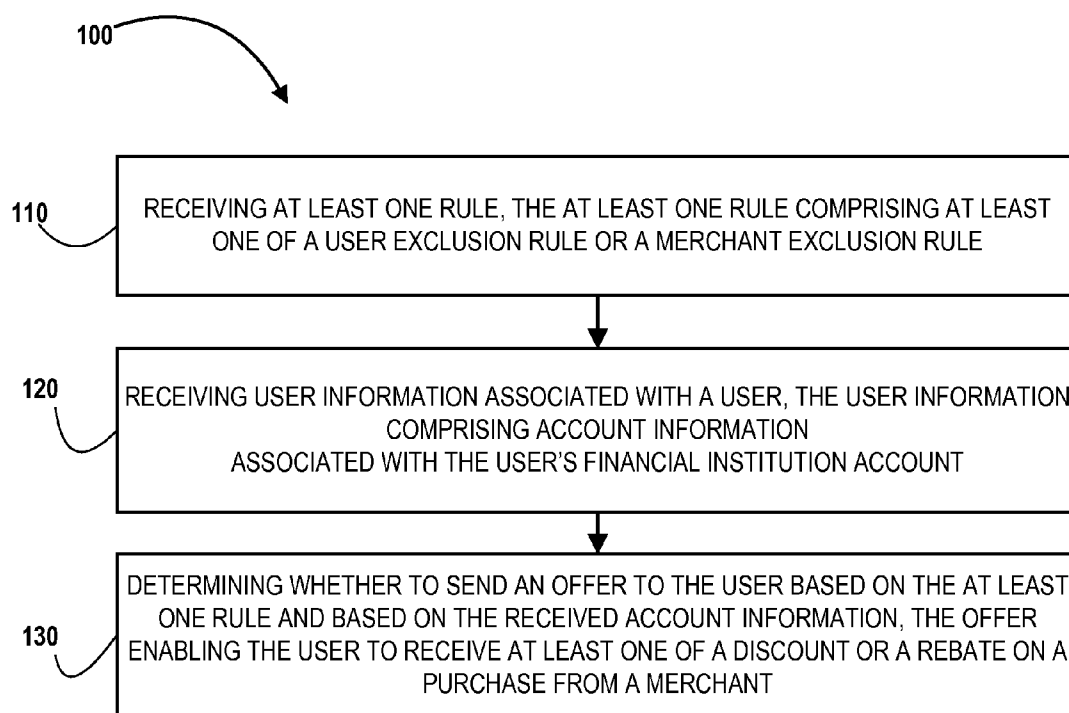 100
110
RECEIVING AT LEAST ONE RULE, THE AT LEAST ONE RULE COMPRISING AT LEAST
ONE OF A USER EXCLUSION RULE OR A MERCHANT EXCLUSION RULE
120
RECEIVING USER INFORMATION ASSOCIATED WITH A USER, THE USER INFORMATION
COMPRISING ACCOUNT INFORMATION
ASSOCIATED WITH THE USER'S FINANCIAL INSTITUTION ACCOUNT
130
DETERMINING WHETHER TO SEND AN OFFER TO THE USER BASED ON THE AT LEAST
ONE RULE AND BASED ON THE RECEIVED ACCOUNT INFORMATION, THE OFFER
ENABLING THE USER TO RECEIVE AT LEAST ONE OF A DISCOUNT OR A REBATE ON A
PURCHASE FROM A MERCHANT